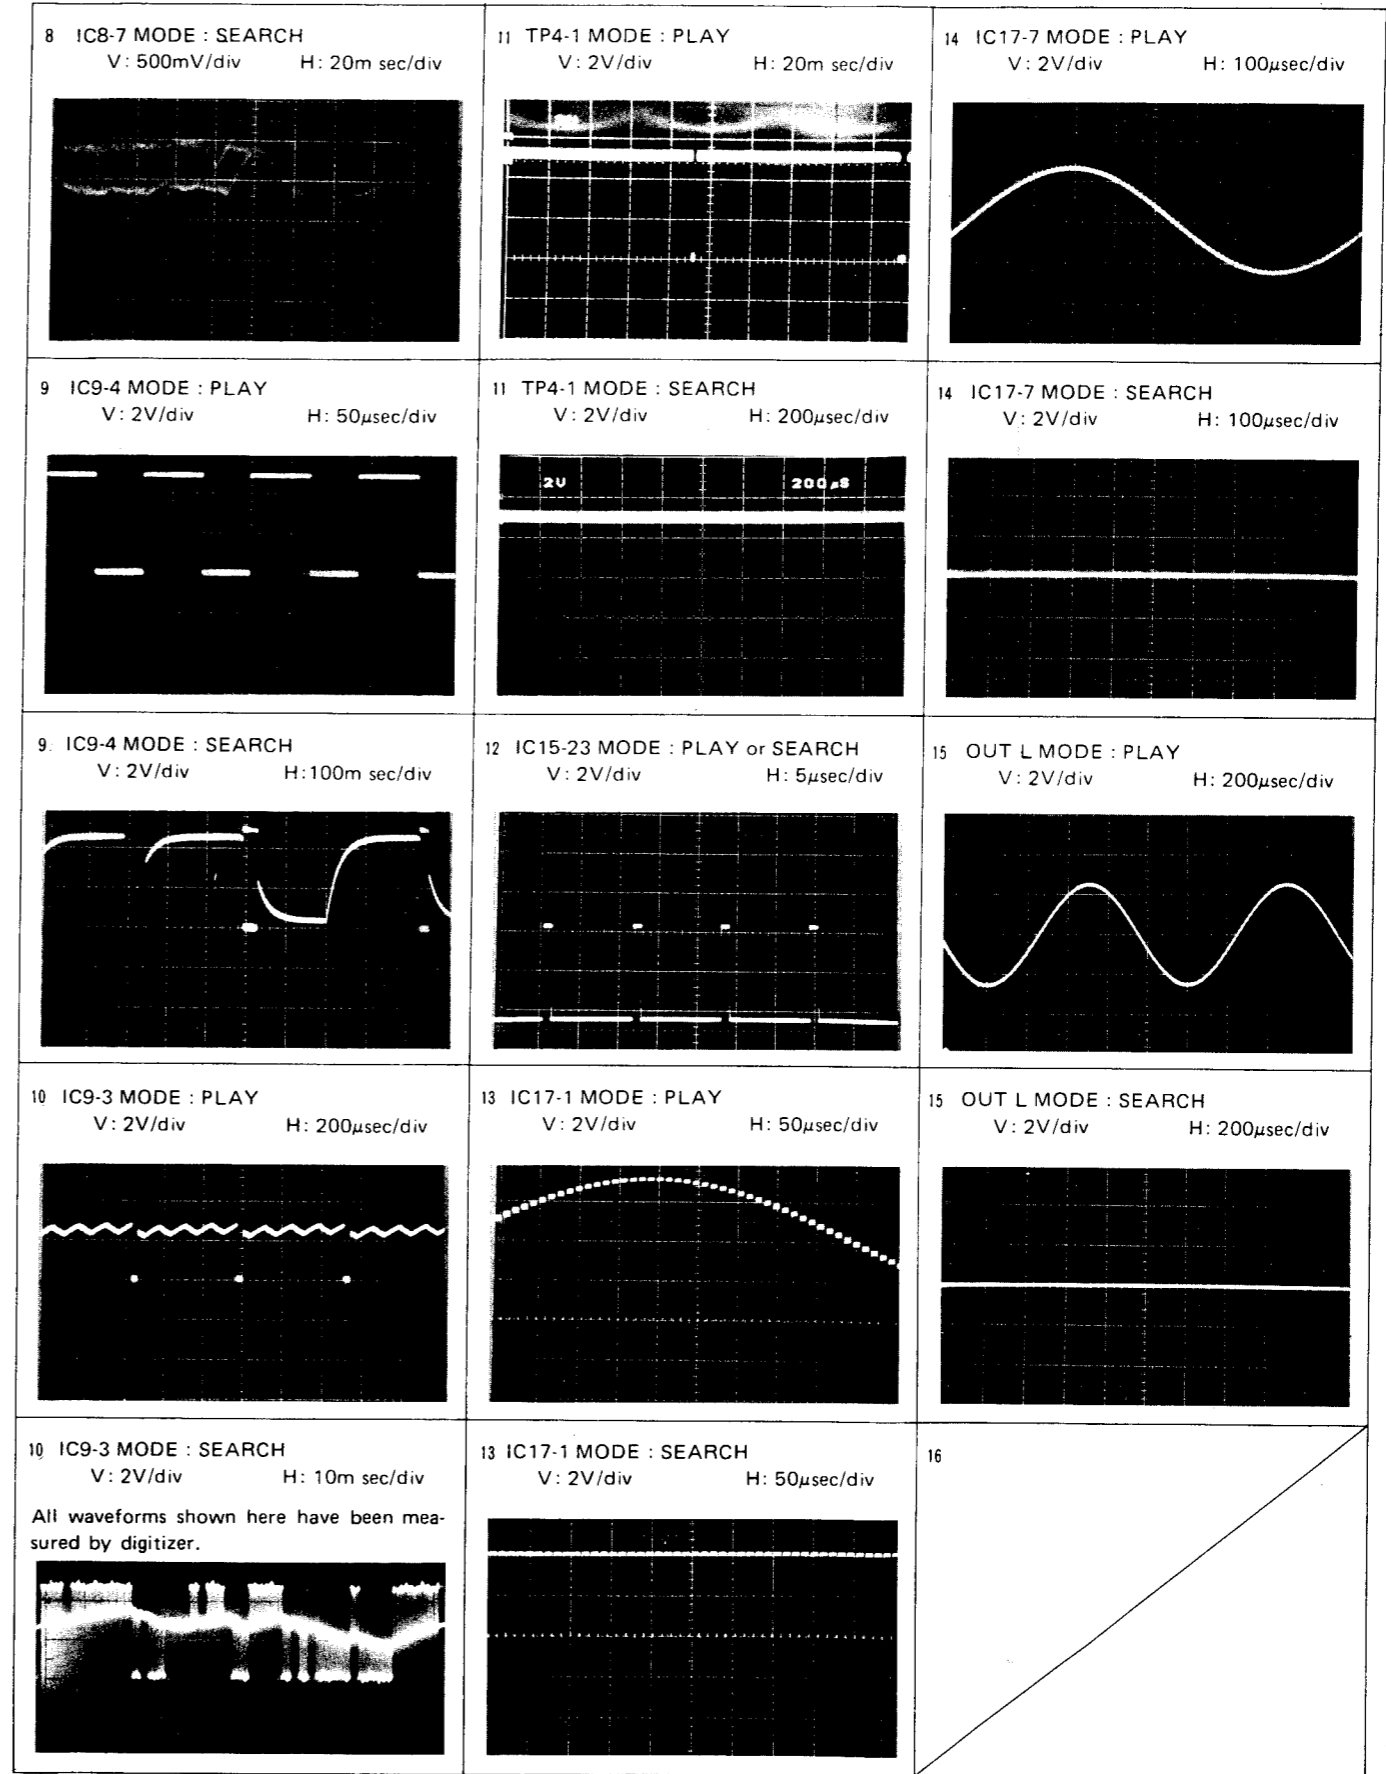 8 IC8-7 MODE : SEARCH
V: 500mV/div H: 20m sec/div
11 TP4-1 MODE : PLAY
V: 2V/div H: 20m sec/div
14 IC17-7 MODE : PLAY
V: 2V/div H: 100μsec/div
9 IC9-4 MODE : PLAY
V: 2V/div H: 50μsec/div
11 TP4-1 MODE : SEARCH
V: 2V/div H: 200μsec/div
2V 200μS
14 IC17-7 MODE : SEARCH
V: 2V/div H: 100μsec/div
9. IC9-4 MODE : SEARCH
V: 2V/div H:100m sec/div
12 IC15-23 MODE : PLAY or SEARCH
V: 2V/div H: 5μsec/div
15 OUT L MODE : PLAY
V: 2V/div H: 200μsec/div
10 IC9-3 MODE : PLAY
V: 2V/div H: 200μsec/div
13 IC17-1 MODE : PLAY
V: 2V/div H: 50μsec/div
15 OUT L MODE : SEARCH
V: 2V/div H: 200μsec/div
10 IC9-3 MODE : SEARCH
V: 2V/div H: 10m sec/div
All waveforms shown here have been mea-
sured by digitizer.
13 IC17-1 MODE : SEARCH
V: 2V/div H: 50μsec/div
16